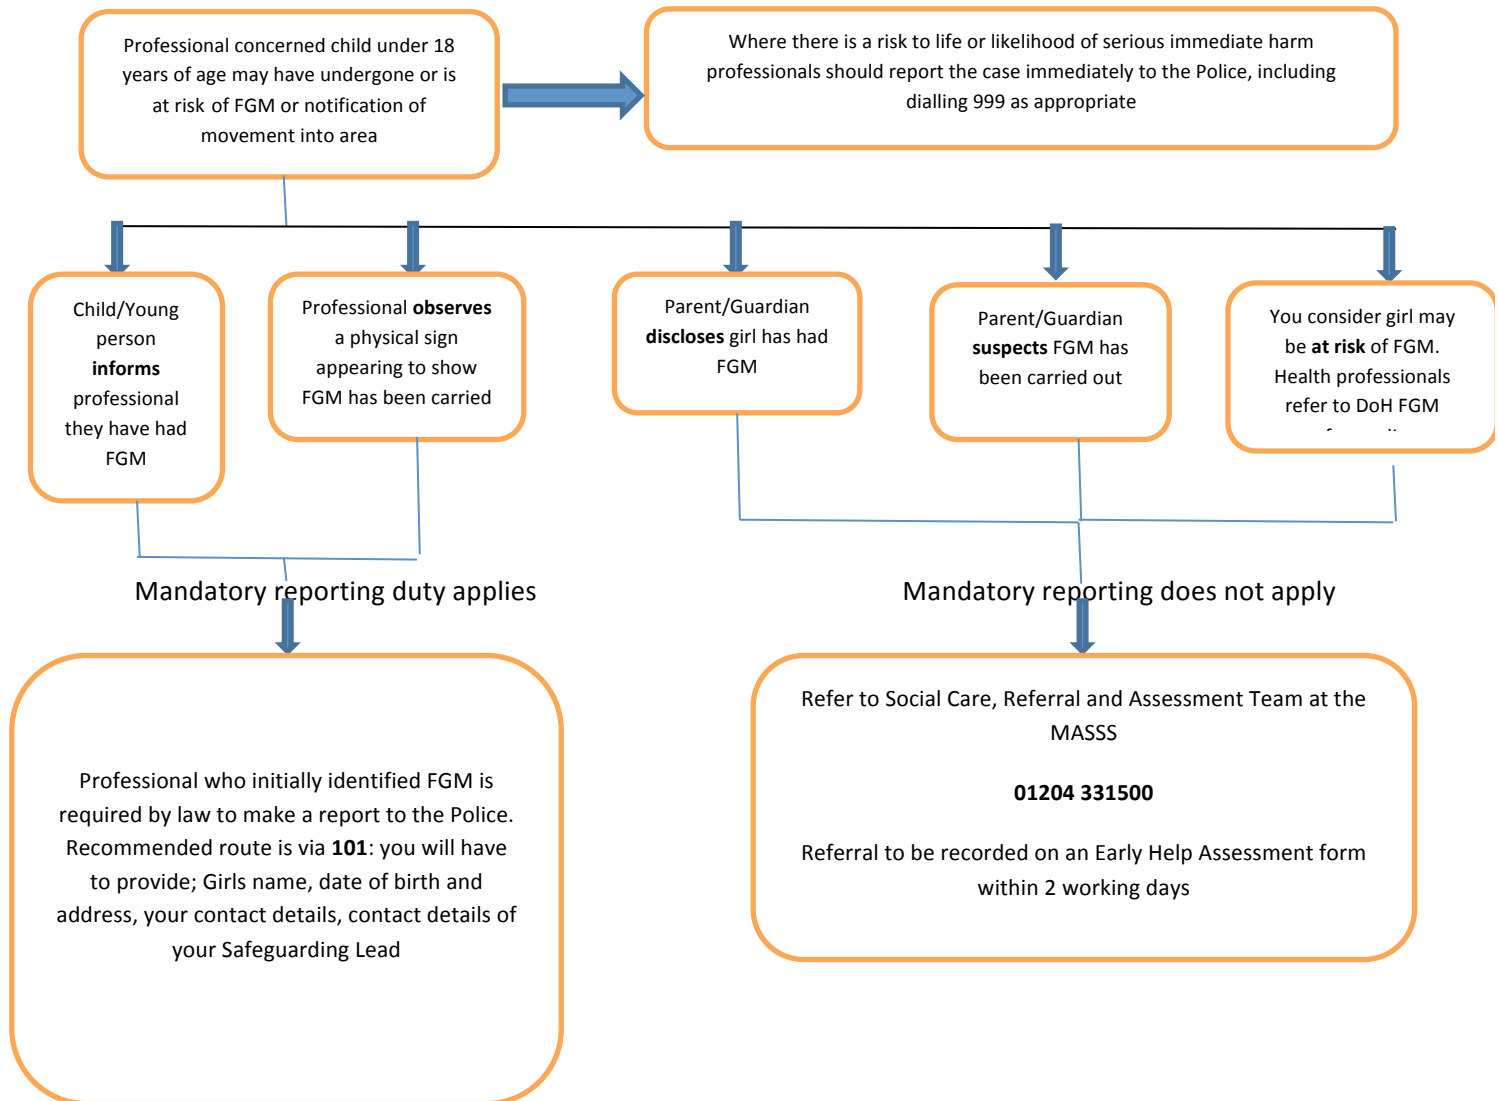 Professional concerned child under 18
years of age may have undergone or is
at risk of FGM or notification of
movement into area
Where there is a risk to life or likelihood of serious immediate harm
professionals should report the case immediately to the Police, including
dialling 999 as appropriate
Child/Young
person
informs
professional
they have had
FGM
Professional observes
a physical sign
appearing to show
FGM has been carried
Parent/Guardian
discloses girl has had
FGM
Parent/Guardian
suspects FGM has
been carried out
You consider girl may
be at risk of FGM.
Health professionals
refer to DoH FGM
Mandatory reporting duty applies
Mandatory reporting does not apply
Professional who initially identified FGM is
required by law to make a report to the Police.
Recommended route is via 101: you will have
to provide; Girls name, date of birth and
address, your contact details, contact details of
your Safeguarding Lead
Refer to Social Care, Referral and Assessment Team at the
MASSS
01204 331500
Referral to be recorded on an Early Help Assessment form
within 2 working days